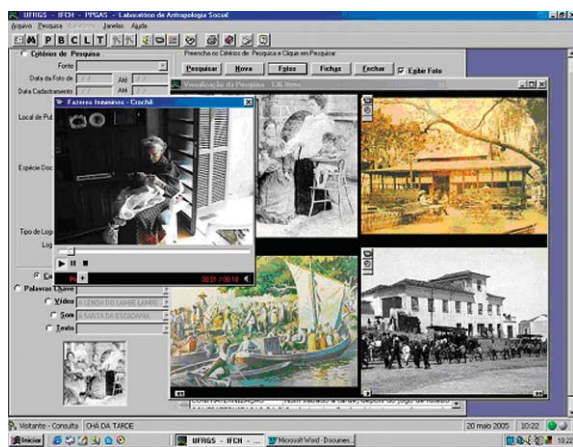 UFRGS - IFCH - PPGAS - Laboratório de Antropologia Social
Arquivo Pesquisa Janelas Ajuda
P B C L T
Critérios de Pesquisa
Preencha os Critérios de Pesquisa e Clique em Pesquisar:
Fonte
Pesquisar Nova Fotos Fichas Fechar Exibir Foto
Data da Foto de / / Até / /
Data Cadastramento / / Até / /
Visualização da Pesquisa 136 Itens
Fazeres femininos - Crochê
Local de Pub
Espécie Doc
Tipo de Log
Log
Palavras Chave
Vídeo A LENDA DO LAMBE-LAMBE
Som A SANTA DA ESCADARIA
Texto
Visitante - Consulta CHÁ DA TARDE
20 maio 2005 10:22
Iniciar
UFRGS - IFCH - ...
Microsoft Word - Documen...
10:22